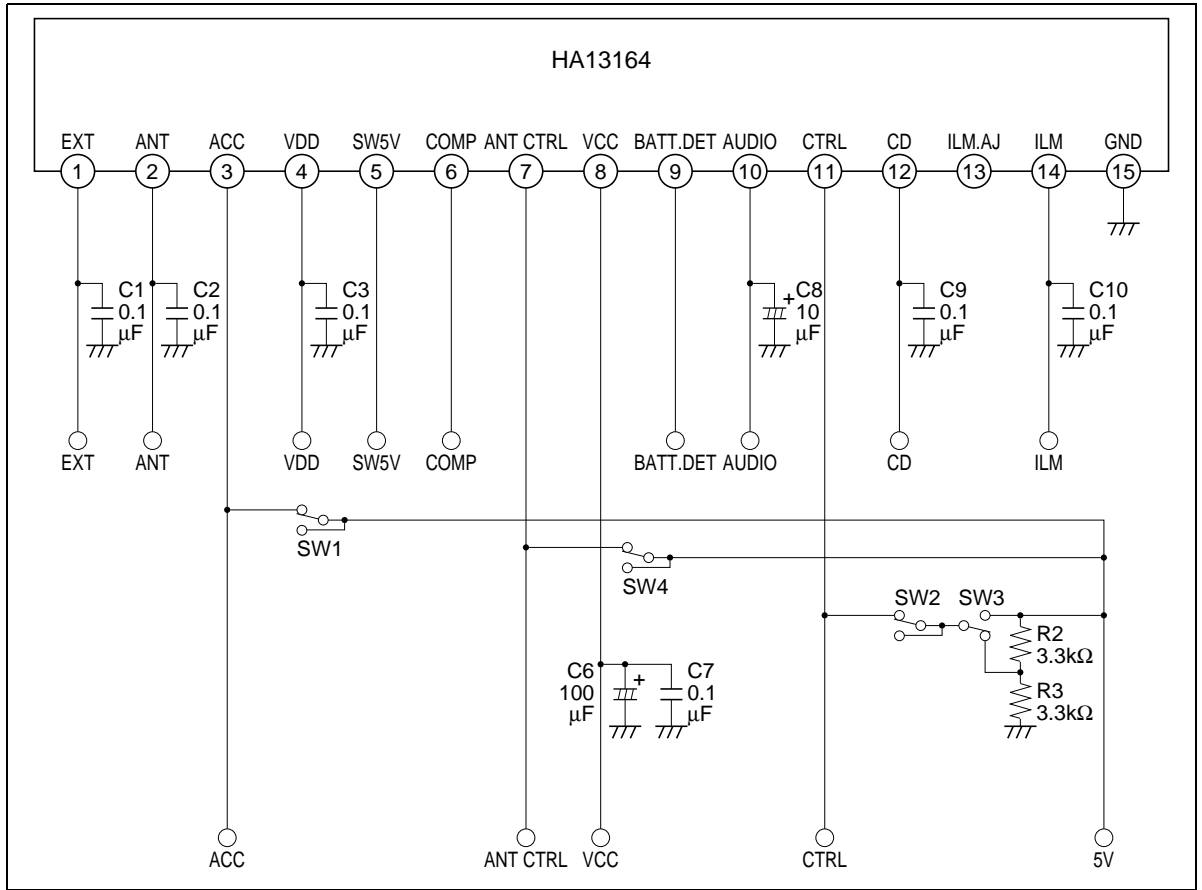 HA13164
EXT ANT ACC VDD SW5V COMP ANT CTRL VCC BATT.DET AUDIO CTRL CD ILM.AJ ILM GND
1 2 3 4 5 6 7 8 9 10 11 12 13 14 15
C1 C2 C3 C8 C9 C10
0.1 0.1 0.1 + 10 0.1 0.1
µF µF µF µF µF µF
EXT ANT VDD SW5V COMP BATT.DET AUDIO CD ILM
SW1
SW4
SW2 SW3
R2
3.3kΩ
R3
3.3kΩ
C6 + C7
100 0.1
µF µF
ACC ANT CTRL VCC CTRL 5V